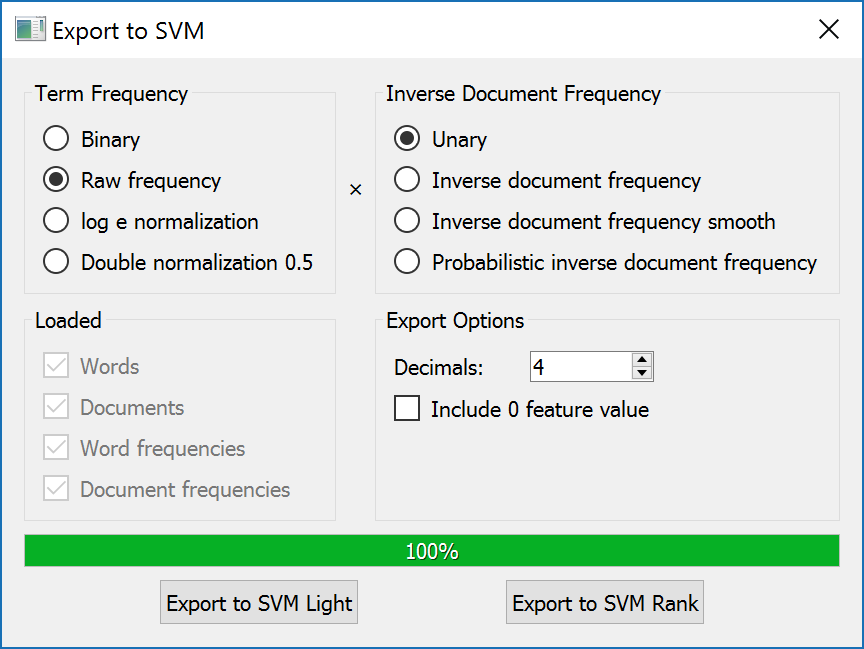 Export to SVM
Term Frequency
Binary
Raw frequency
log e normalization
Double normalization 0.5
×
Inverse Document Frequency
Unary
Inverse document frequency
Inverse document frequency smooth
Probabilistic inverse document frequency
Loaded
Words
Documents
Word frequencies
Document frequencies
Export Options
Decimals: 4
Include 0 feature value
100%
Export to SVM Light
Export to SVM Rank